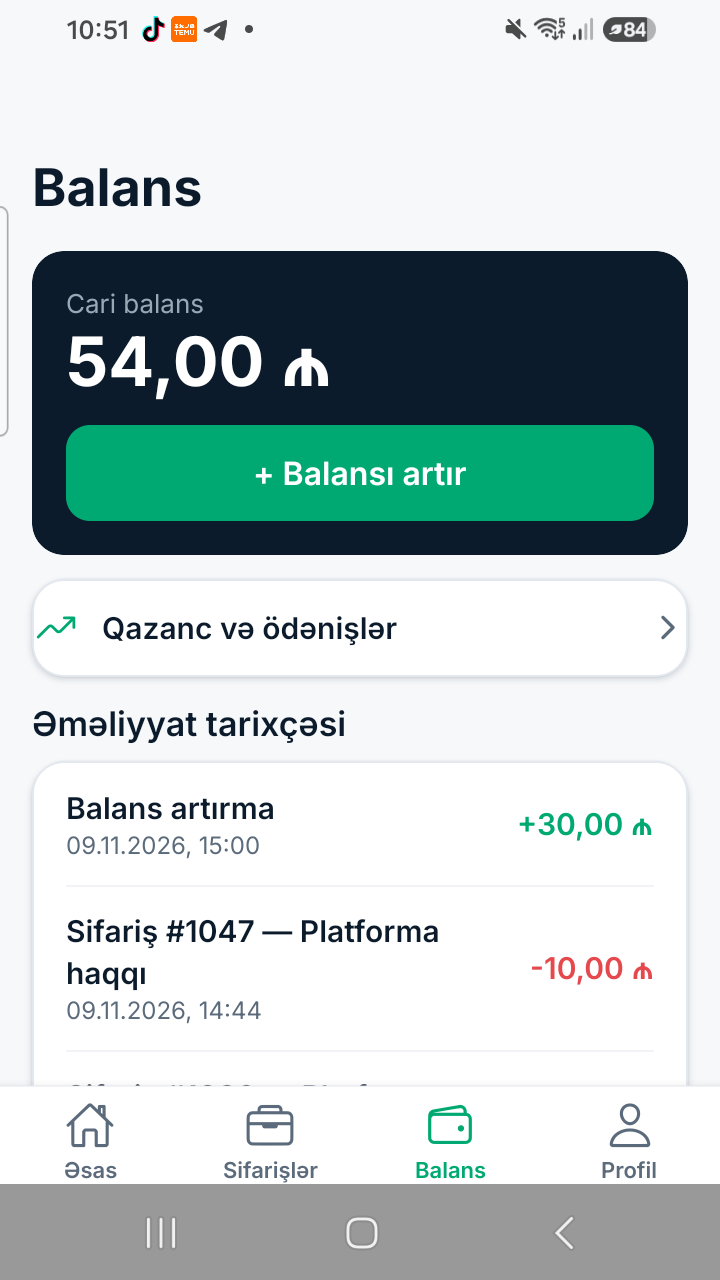 10:51
TEMU
5
84
Balans
Cari balans
54,00 ₼
+ Balansı artır
Qazanc və ödənişlər
Əməliyyat tarixçəsi
Balans artırma
+30,00 ₼
09.11.2026, 15:00
Sifariş #1047 — Platforma
haqqı
-10,00 ₼
09.11.2026, 14:44
Əsas
Sifarişlər
Balans
Profil